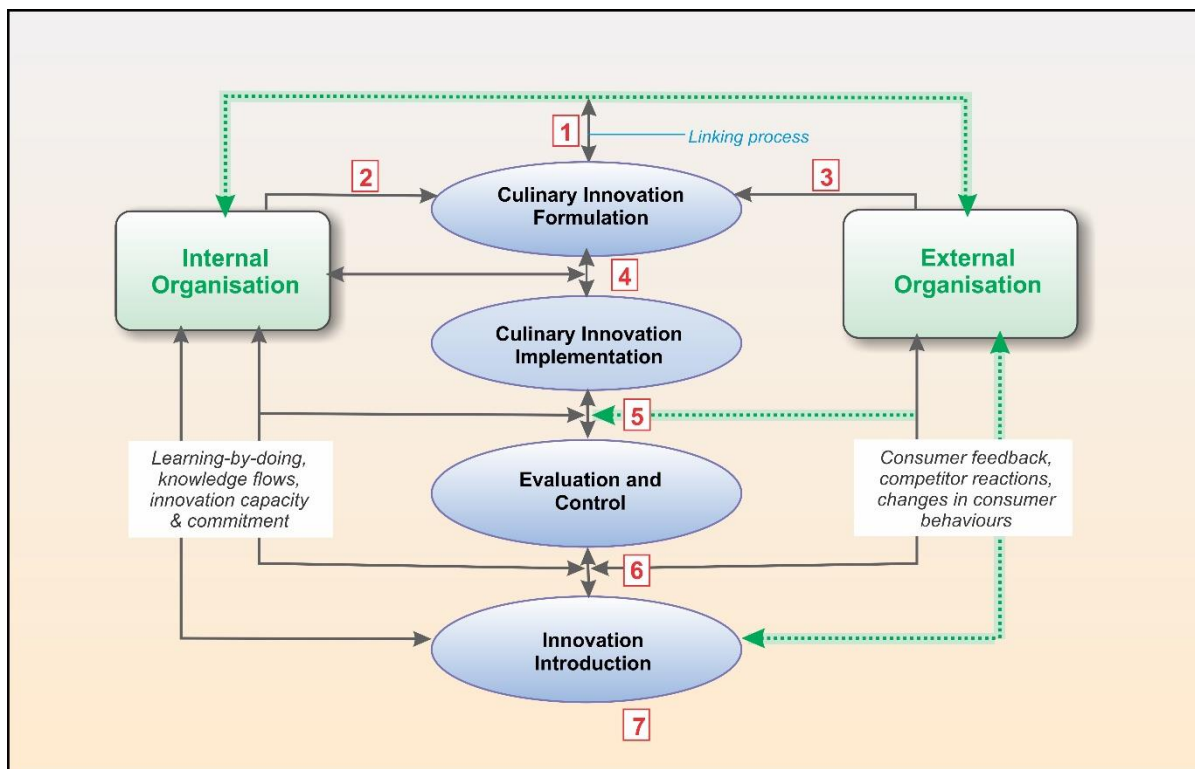 1
Linking process
2
3
Culinary Innovation
Formulation
Internal
Organisation
External
Organisation
4
Culinary Innovation
Implementation
5
Learning-by-doing,
knowledge flows,
innovation capacity
& commitment
Evaluation and
Control
Consumer feedback,
competitor reactions,
changes in consumer
behaviours
6
Innovation
Introduction
7